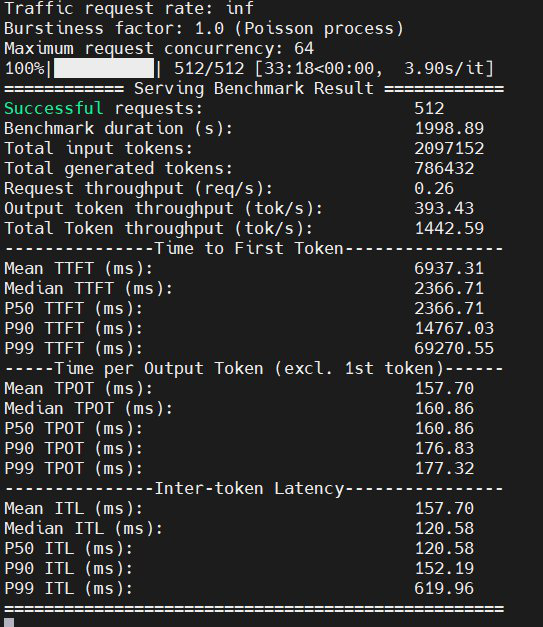 Traffic request rate: inf
Burstiness factor: 1.0 (Poisson process)
Maximum request concurrency: 64
100%|██████████| 512/512 [33:18<00:00,  3.90s/it]
============ Serving Benchmark Result ============
Successful requests:                     512
Benchmark duration (s):                  1998.89
Total input tokens:                      2097152
Total generated tokens:                  786432
Request throughput (req/s):              0.26
Output token throughput (tok/s):         393.43
Total Token throughput (tok/s):          1442.59
---------------Time to First Token----------------
Mean TTFT (ms):                          6937.31
Median TTFT (ms):                        2366.71
P50 TTFT (ms):                           2366.71
P90 TTFT (ms):                           14767.03
P99 TTFT (ms):                           69270.55
-----Time per Output Token (excl. 1st token)------
Mean TPOT (ms):                          157.70
Median TPOT (ms):                        160.86
P50 TPOT (ms):                           160.86
P90 TPOT (ms):                           176.83
P99 TPOT (ms):                           177.32
---------------Inter-token Latency----------------
Mean ITL (ms):                           157.70
Median ITL (ms):                         120.58
P50 ITL (ms):                            120.58
P90 ITL (ms):                            152.19
P99 ITL (ms):                            619.96
==================================================